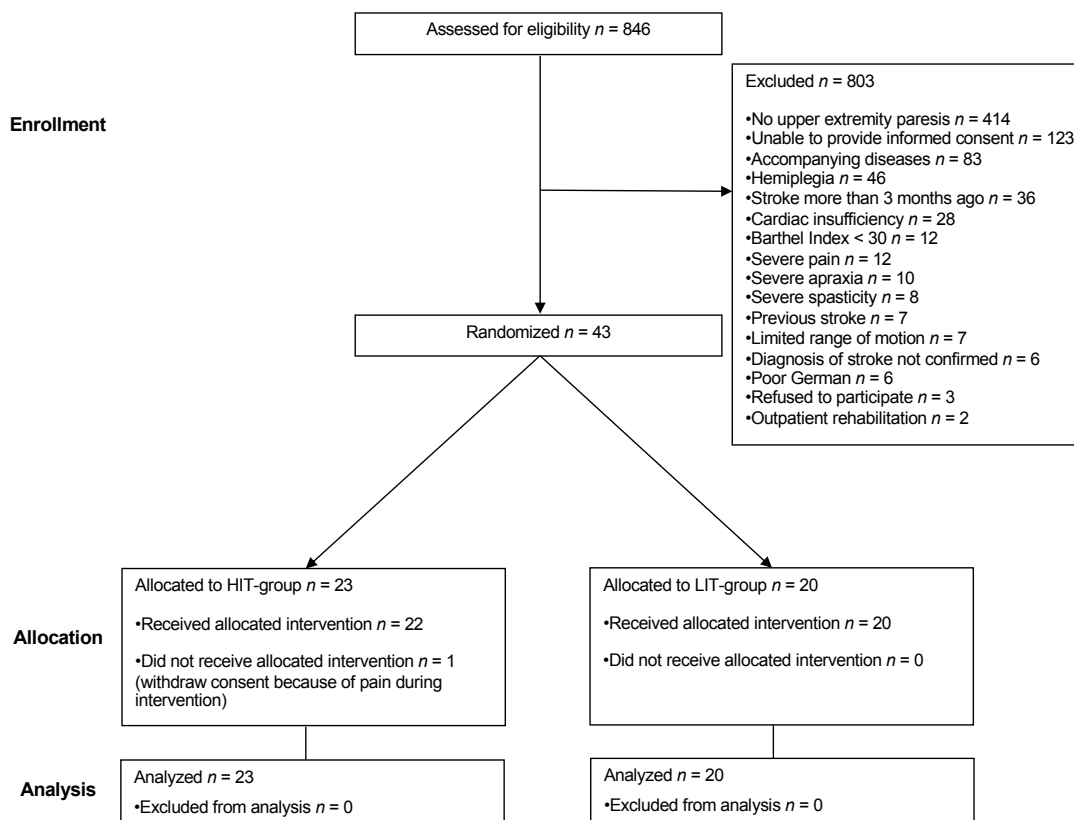 Assessed for eligibility n = 846
Enrollment
Excluded n = 803
•No upper extremity paresis n = 414
•Unable to provide informed consent n = 123
•Accompanying diseases n = 83
•Hemiplegia n = 46
•Stroke more than 3 months ago n = 36
•Cardiac insufficiency n = 28
•Barthel Index < 30 n = 12
•Severe pain n = 12
•Severe apraxia n = 10
•Severe spasticity n = 8
•Previous stroke n = 7
•Limited range of motion n = 7
•Diagnosis of stroke not confirmed n = 6
•Poor German n = 6
•Refused to participate n = 3
•Outpatient rehabilitation n = 2
Randomized n = 43
Allocation
Allocated to HIT-group n = 23
•Received allocated intervention n = 22
•Did not receive allocated intervention n = 1
(withdraw consent because of pain during
intervention)
Allocated to LIT-group n = 20
•Received allocated intervention n = 20
•Did not receive allocated intervention n = 0
Analysis
Analyzed n = 23
•Excluded from analysis n = 0
Analyzed n = 20
•Excluded from analysis n = 0